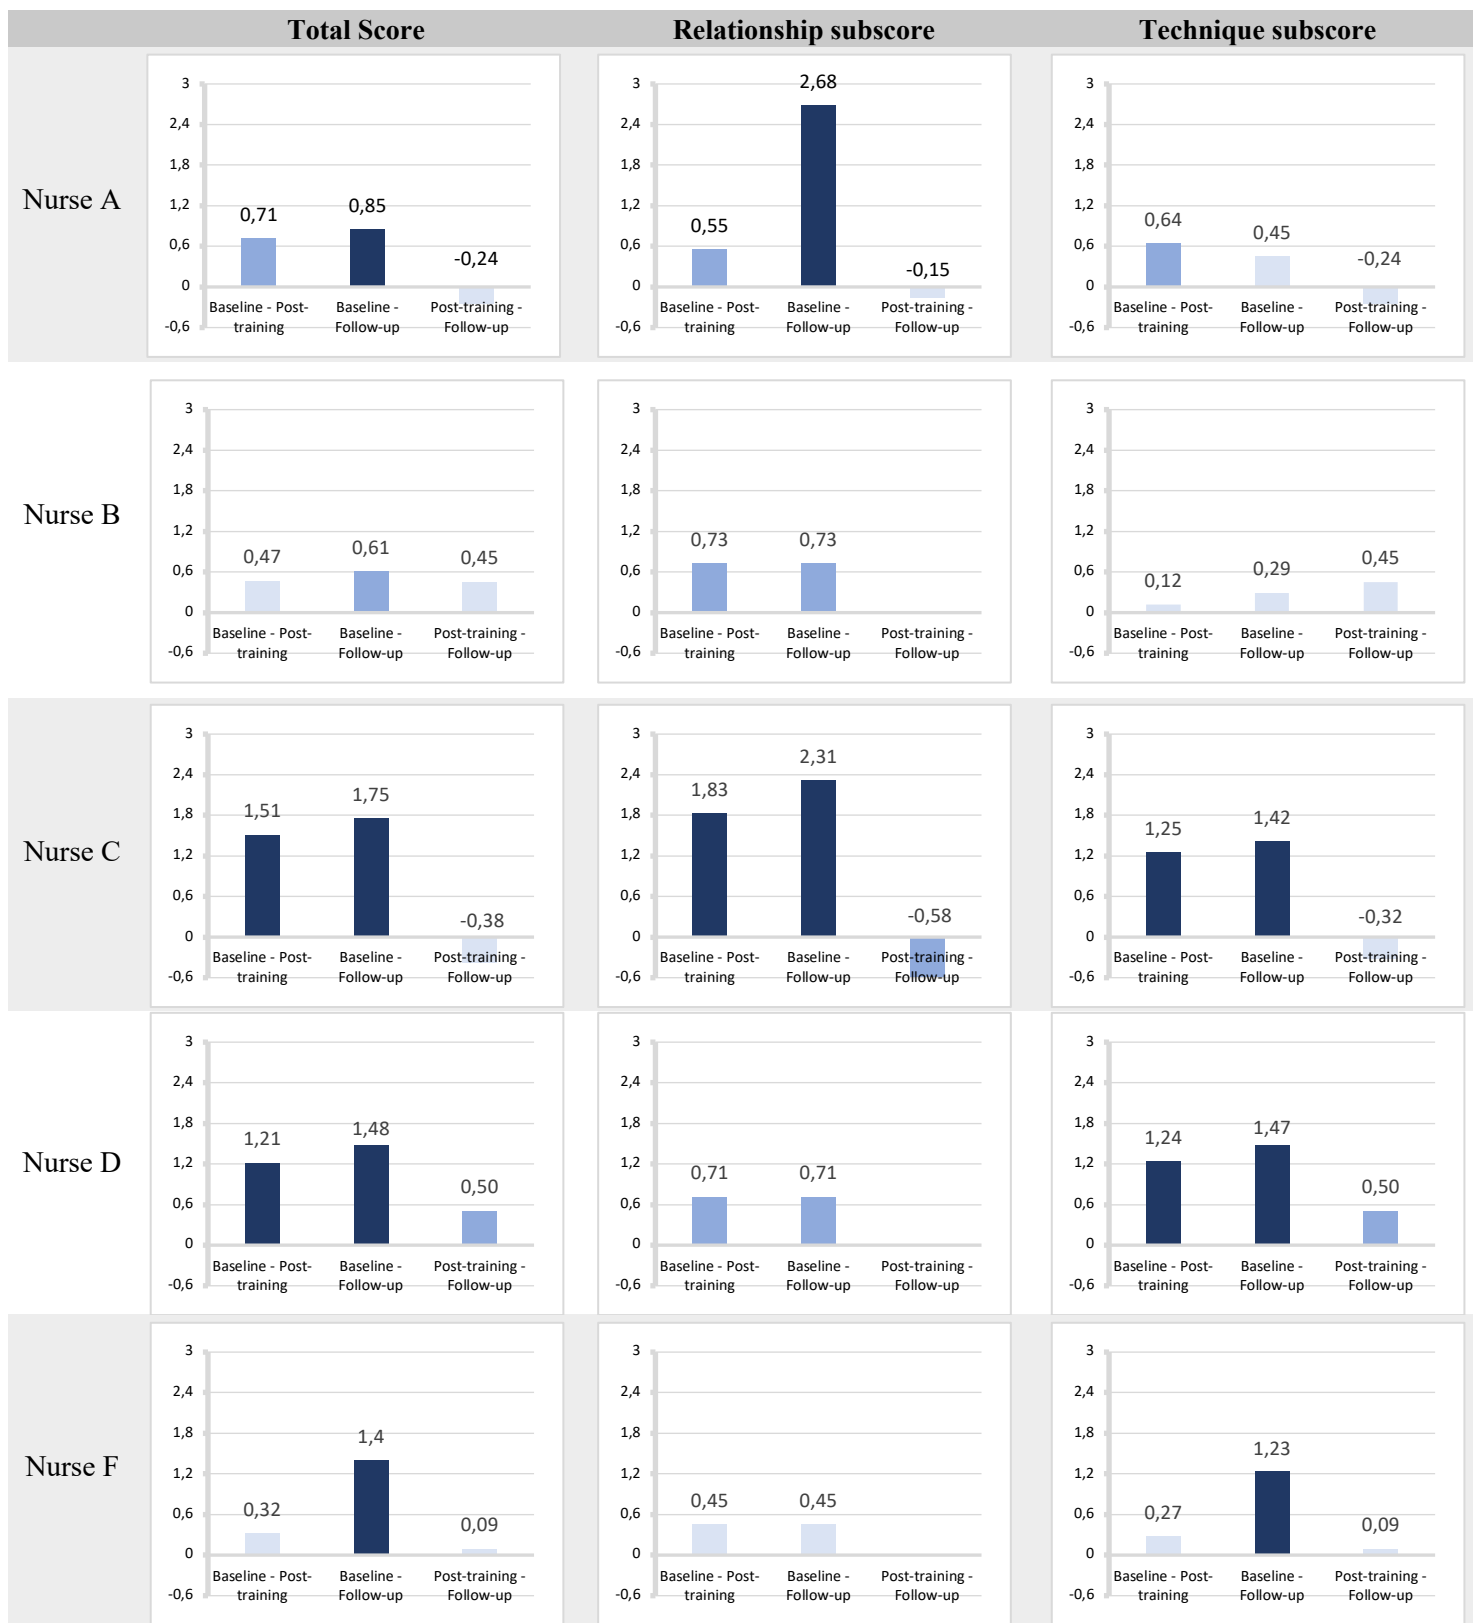 Total Score
Relationship subscore
Technique subscore
Nurse A
3
2,4
1,8
1,2
0,6
0
-0,6
0,71
0,85
-0,24
Baseline - Post-
training
Baseline -
Follow-up
Post-training -
Follow-up
3
2,4
1,8
1,2
0,6
0
-0,6
0,55
2,68
-0,15
Baseline - Post-
training
Baseline -
Follow-up
Post-training -
Follow-up
3
2,4
1,8
1,2
0,6
0
-0,6
0,64
0,45
-0,24
Baseline - Post-
training
Baseline -
Follow-up
Post-training -
Follow-up
Nurse B
3
2,4
1,8
1,2
0,6
0
-0,6
0,47
0,61
0,45
Baseline - Post-
training
Baseline -
Follow-up
Post-training -
Follow-up
3
2,4
1,8
1,2
0,6
0
-0,6
0,73
0,73
Baseline - Post-
training
Baseline -
Follow-up
Post-training -
Follow-up
3
2,4
1,8
1,2
0,6
0
-0,6
0,12
0,29
0,45
Baseline - Post-
training
Baseline -
Follow-up
Post-training -
Follow-up
Nurse C
3
2,4
1,8
1,2
0,6
0
-0,6
1,51
1,75
-0,38
Baseline - Post-
training
Baseline -
Follow-up
Post-training -
Follow-up
3
2,4
1,8
1,2
0,6
0
-0,6
1,83
2,31
-0,58
Baseline - Post-
training
Baseline -
Follow-up
Post-training -
Follow-up
3
2,4
1,8
1,2
0,6
0
-0,6
1,25
1,42
-0,32
Baseline - Post-
training
Baseline -
Follow-up
Post-training -
Follow-up
Nurse D
3
2,4
1,8
1,2
0,6
0
-0,6
1,21
1,48
0,50
Baseline - Post-
training
Baseline -
Follow-up
Post-training -
Follow-up
3
2,4
1,8
1,2
0,6
0
-0,6
0,71
0,71
Baseline - Post-
training
Baseline -
Follow-up
Post-training -
Follow-up
3
2,4
1,8
1,2
0,6
0
-0,6
1,24
1,47
0,50
Baseline - Post-
training
Baseline -
Follow-up
Post-training -
Follow-up
Nurse F
3
2,4
1,8
1,2
0,6
0
-0,6
0,32
1,4
0,09
Baseline - Post-
training
Baseline -
Follow-up
Post-training -
Follow-up
3
2,4
1,8
1,2
0,6
0
-0,6
0,45
0,45
Baseline - Post-
training
Baseline -
Follow-up
Post-training -
Follow-up
3
2,4
1,8
1,2
0,6
0
-0,6
0,27
1,23
0,09
Baseline - Post-
training
Baseline -
Follow-up
Post-training -
Follow-up